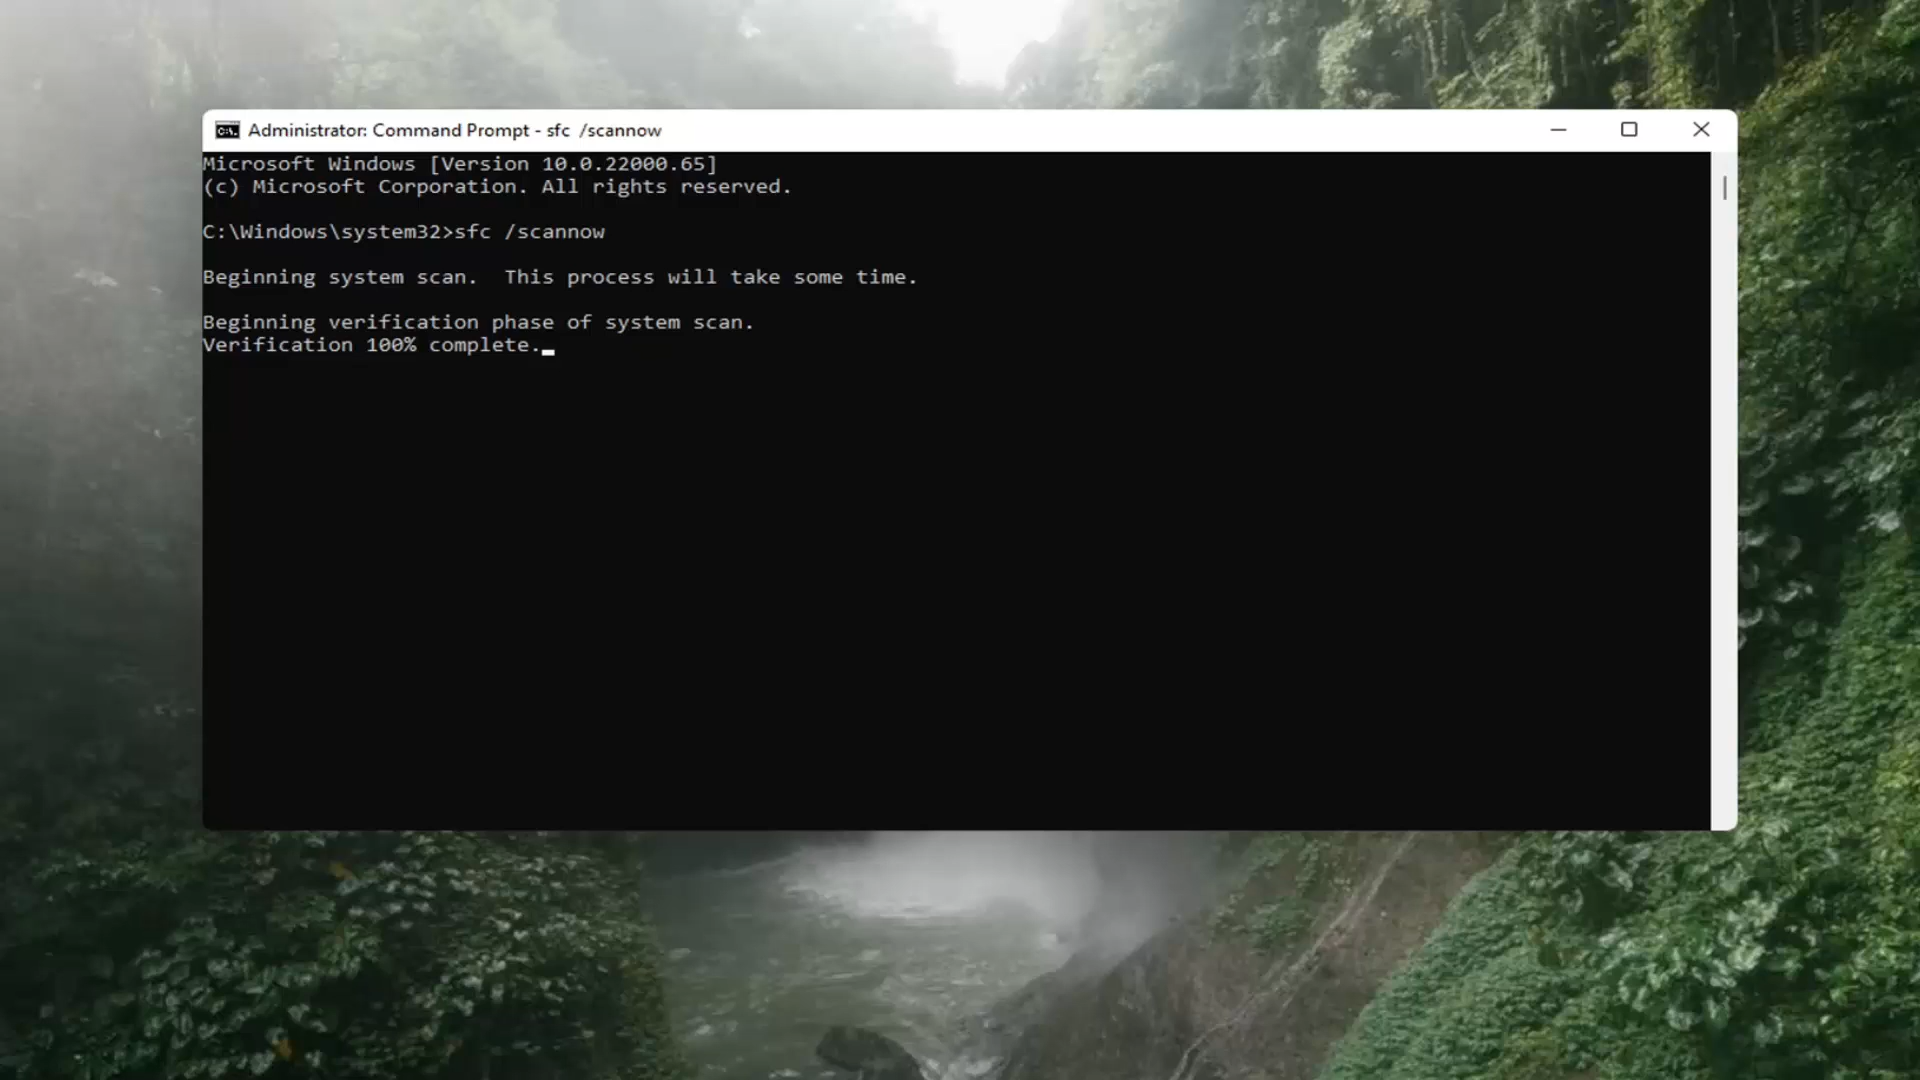 Administrator: Command Prompt - sfc  /scannow
Microsoft Windows [Version 10.0.22000.65]
(c) Microsoft Corporation. All rights reserved.
C:\Windows\system32>sfc /scannow
Beginning system scan.  This process will take some time.
Beginning verification phase of system scan.
Verification 100% complete.